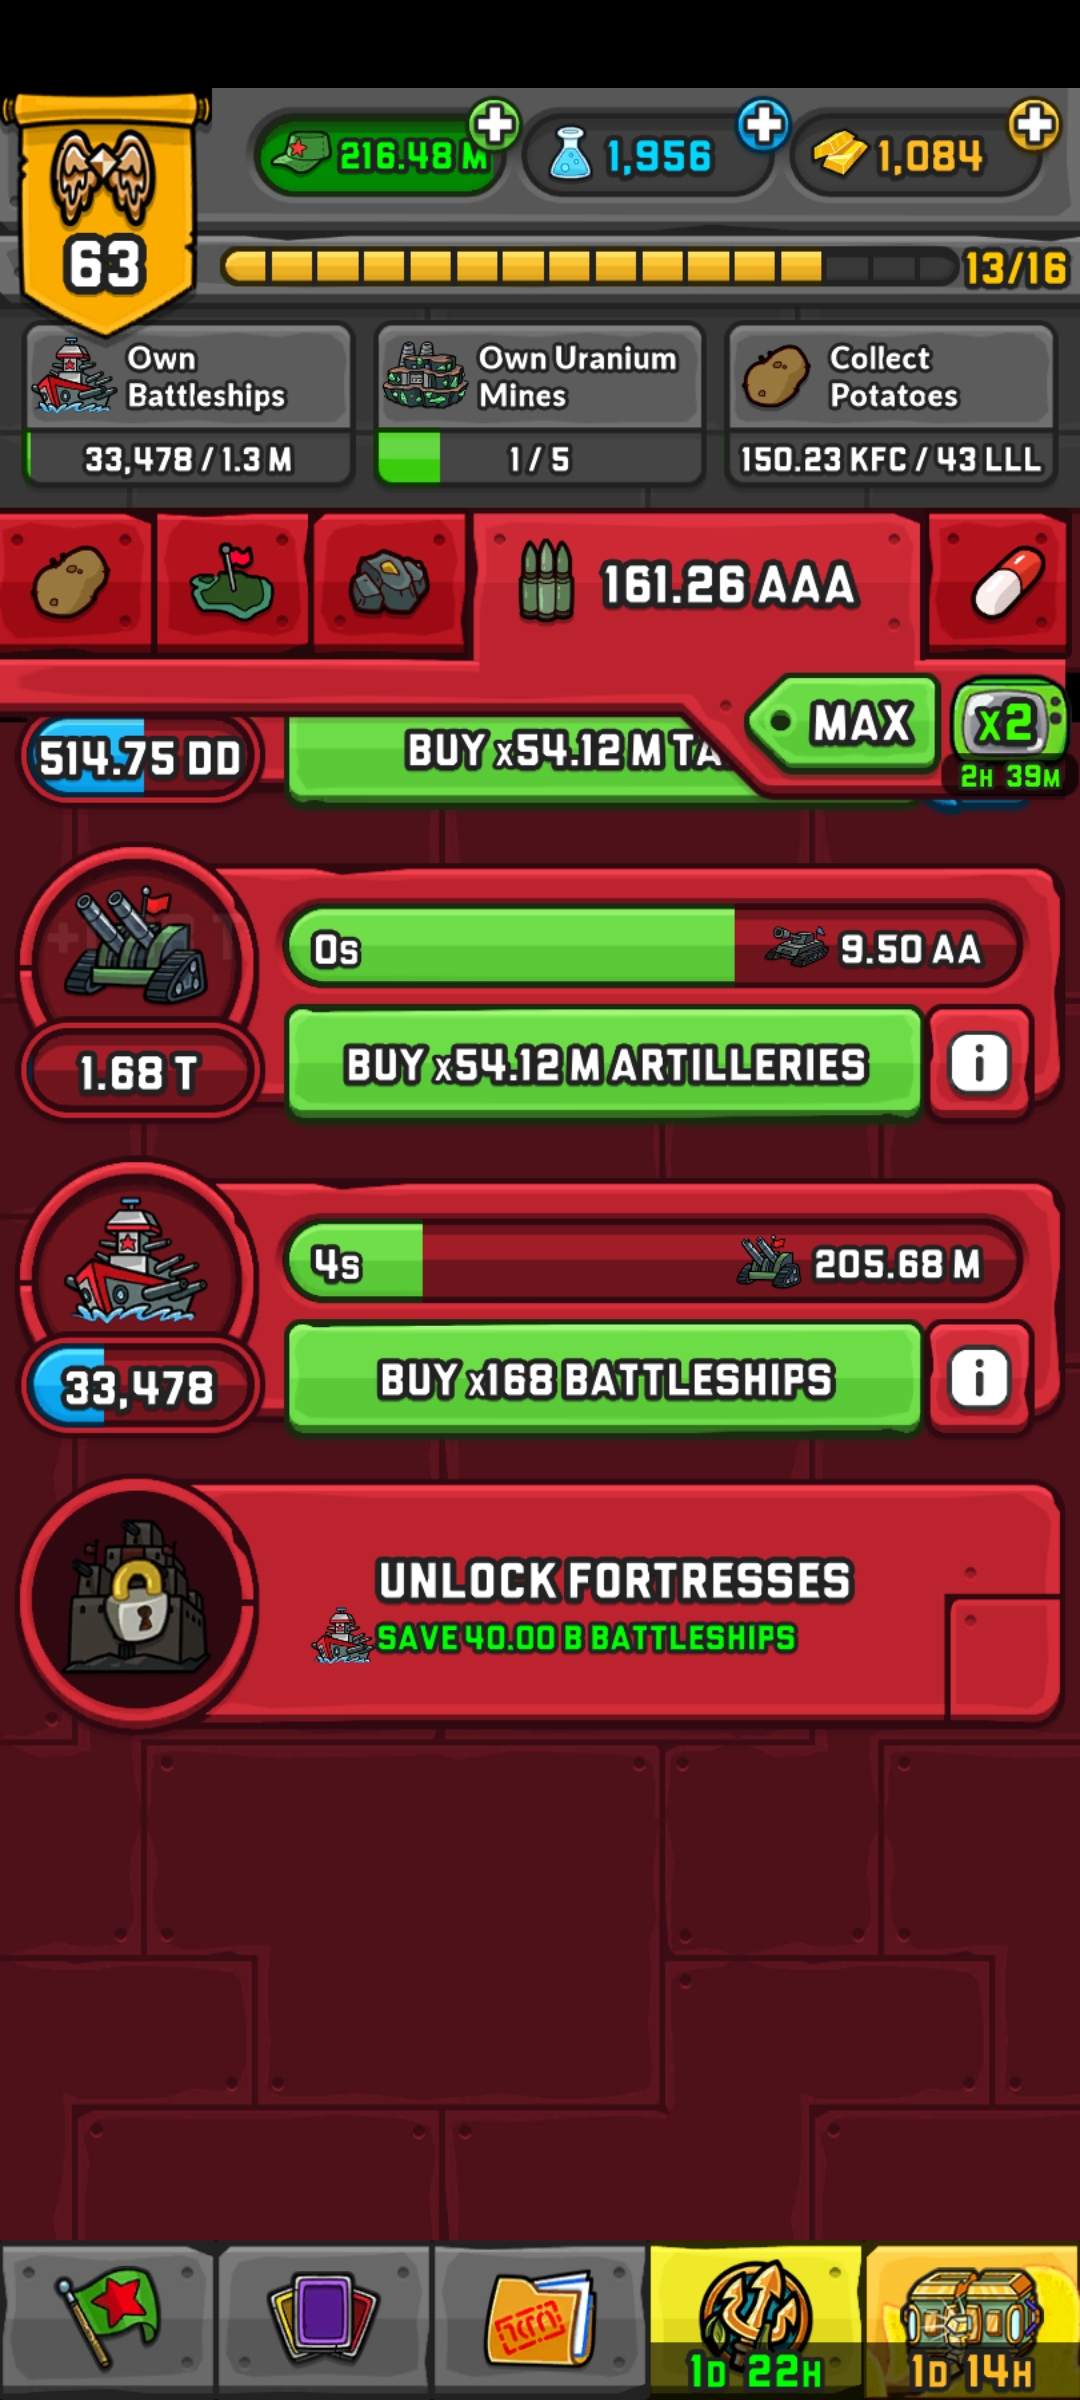 216.48 M
1,956
1,084
63
13/16
Own
Battleships
33,478 / 1.3 M
Own Uranium
Mines
1 / 5
Collect
Potatoes
150.23 KFC / 43 LLL
161.26 AAA
MAX
x2
2H 39M
514.75 DD
BUY x54.12 M TA
0s
9.50 AA
1.68 T
BUY x54.12 M ARTILLERIES
i
4s
205.68 M
33,478
BUY x168 BATTLESHIPS
i
UNLOCK FORTRESSES
SAVE 40.00 B BATTLESHIPS
1D 22H
1D 14H